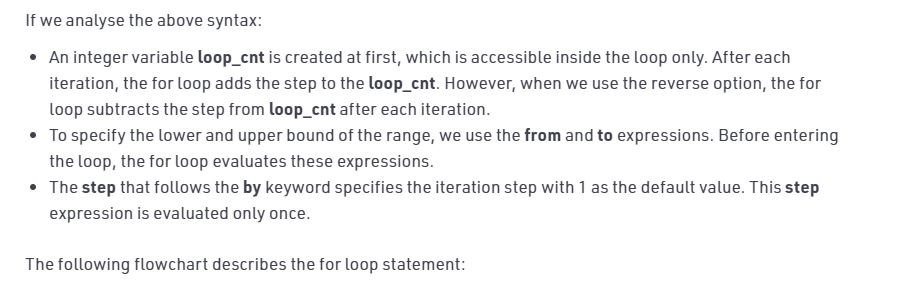 If we analyse the above syntax:
• An integer variable loop_cnt is created at first, which is accessible inside the loop only. After each
iteration, the for loop adds the step to the loop_cnt. However, when we use the reverse option, the for
loop subtracts the step from loop_cnt after each iteration.
• To specify the lower and upper bound of the range, we use the from and to expressions. Before entering
the loop, the for loop evaluates these expressions.
• The step that follows the by keyword specifies the iteration step with 1 as the default value. This step
expression is evaluated only once.
The following flowchart describes the for loop statement: